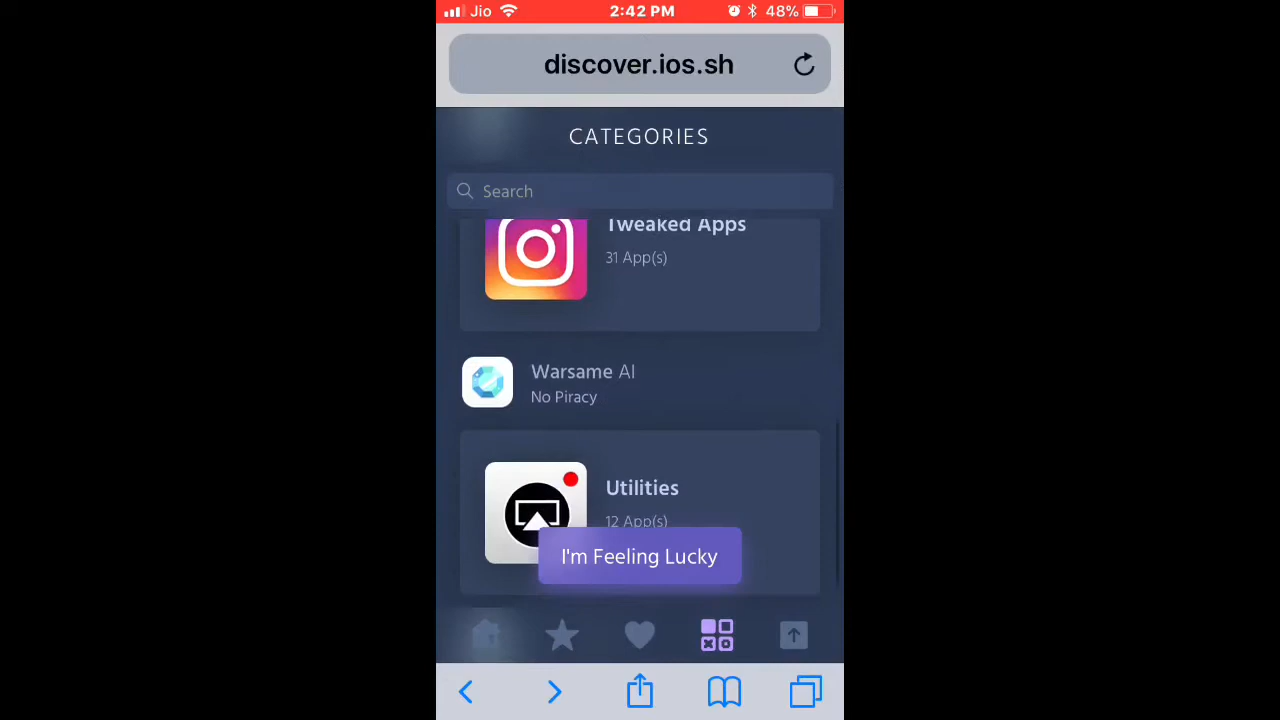 Jio 2:42 PM 48%
discover.ios.sh
CATEGORIES
Search
Tweaked Apps
31 App(s)
Warsame AI
No Piracy
Utilities
12 App(s)
I'm Feeling Lucky